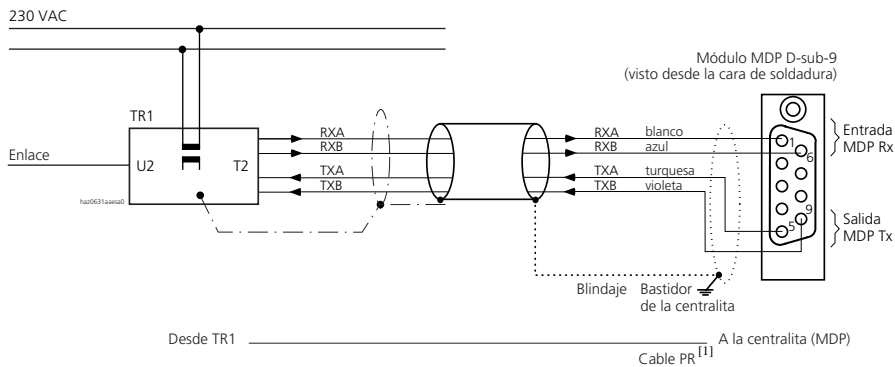 230 VAC
Módulo MDP D-sub-9
(visto desde la cara de soldadura)
TR1
Enlace
U2
T2
haz0631aaesa0
RXA
RXB
TXA
TXB
RXA blanco
RXB azul
TXA turquesa
TXB violeta
1
6
9
5
Entrada
MDP Rx
Salida
MDP Tx
Blindaje
Bastidor
de la centralita
Desde TR1
A la centralita (MDP)
Cable PR [1]